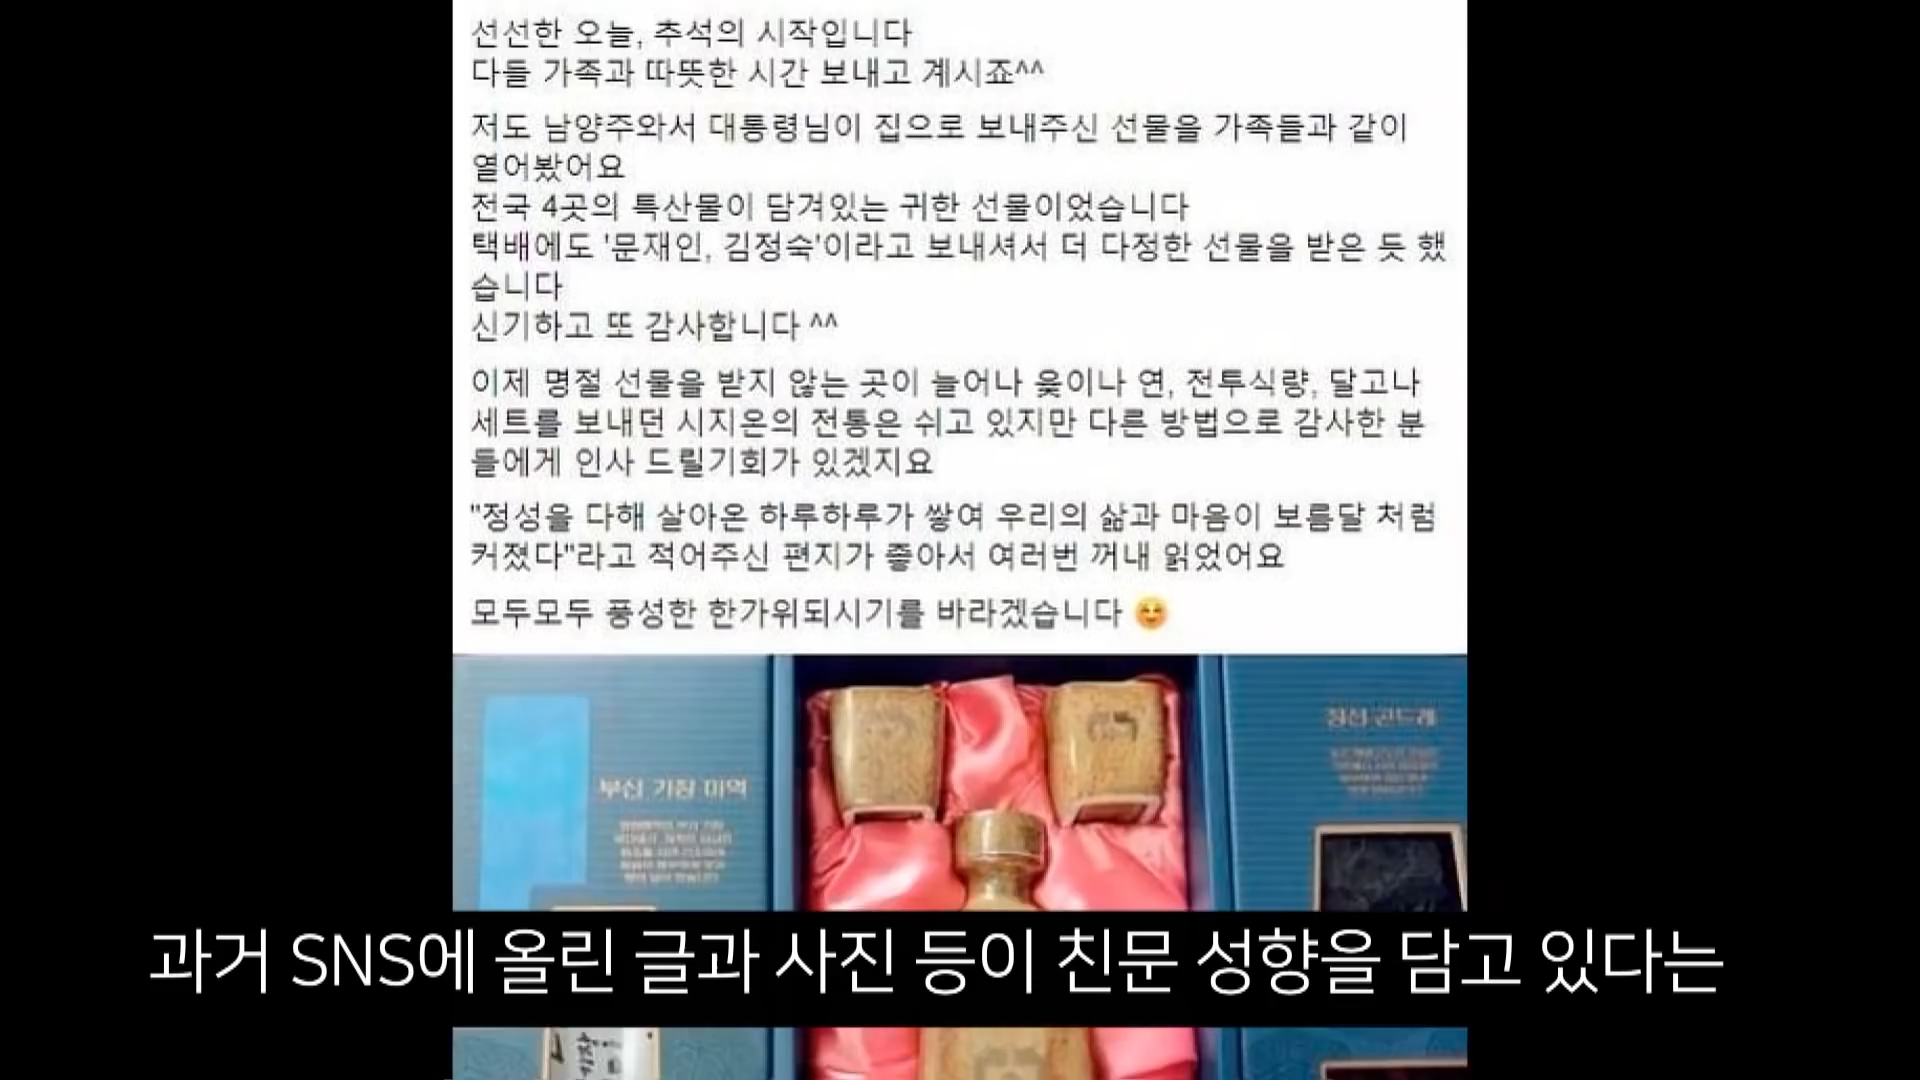 선선한 오늘, 추석의 시작입니다
다들 가족과 따뜻한 시간 보내고 계시죠^^
저도 남양주와서 대통령님이 집으로 보내주신 선물을 가족들과 같이
열어봤어요
전국 4곳의 특산물이 담겨있는 귀한 선물이었습니다
택배에도 '문재인, 김정숙'이라고 보내셔서 더 다정한 선물을 받은 듯 했
습니다
신기하고 또 감사합니다 ^^
이제 명절 선물을 받지 않는 곳이 늘어나 윷이나 연, 전투식량, 달고나
세트를 보내던 시지온의 전통은 쉬고 있지만 다른 방법으로 감사한 분
들에게 인사 드릴기회가 있겠지요
"정성을 다해 살아온 하루하루가 쌓여 우리의 삶과 마음이 보름달 처럼
커졌다"라고 적어주신 편지가 좋아서 여러번 꺼내 읽었어요
모두모두 풍성한 한가위되시기를 바라겠습니다 😊
정선 곤드레
부산 기장 미역
과거 SNS에 올린 글과 사진 등이 친문 성향을 담고 있다는